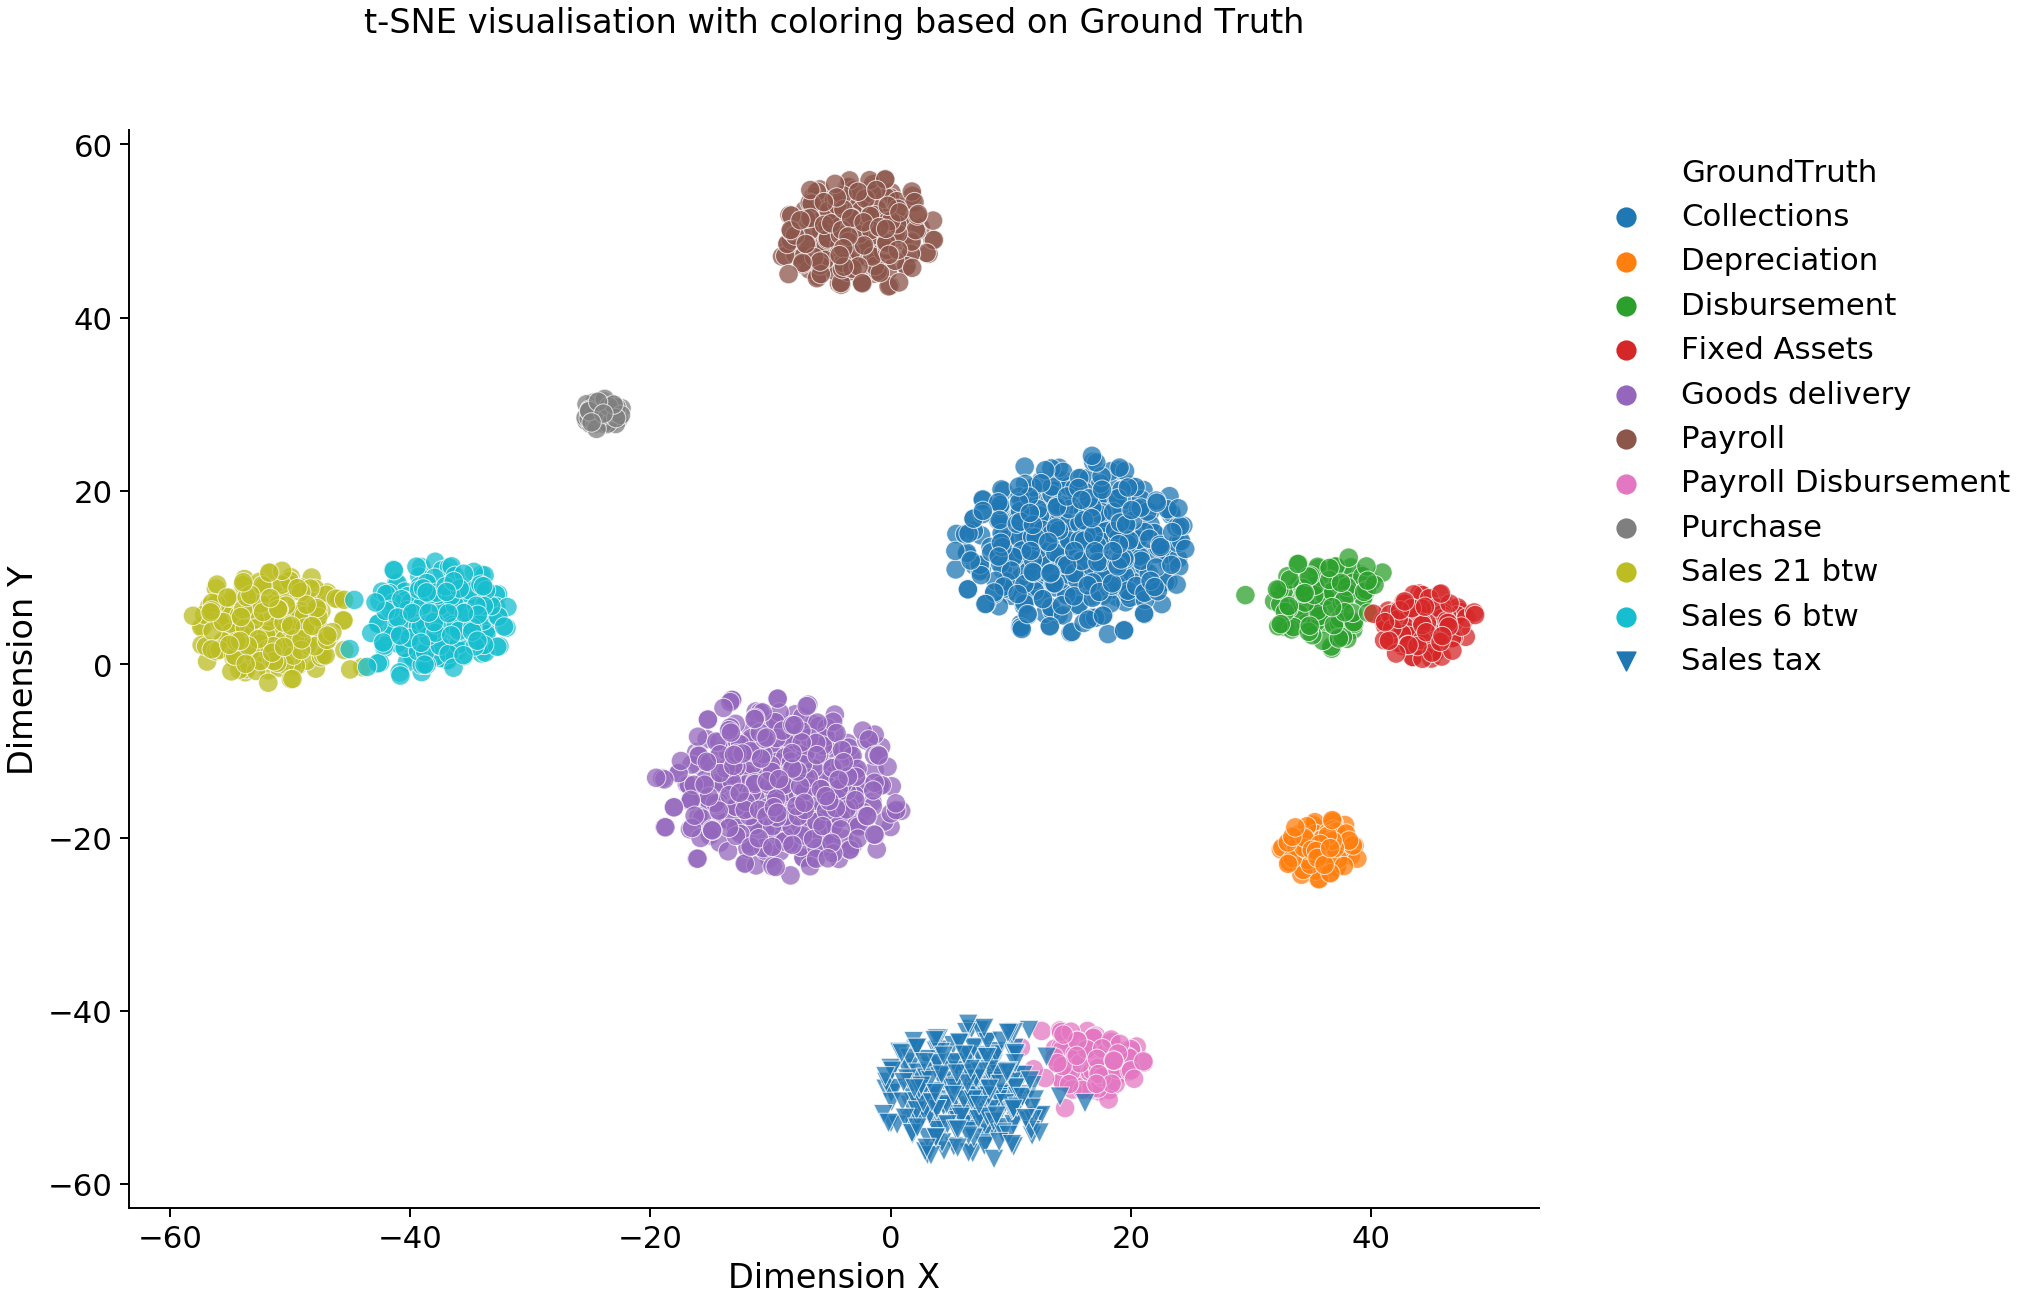 t-SNE visualisation with coloring based on Ground Truth
60
40
20
0
−20
−40
−60
Dimension Y
−60
−40
−20
0
20
40
Dimension X
GroundTruth
Collections
Depreciation
Disbursement
Fixed Assets
Goods delivery
Payroll
Payroll Disbursement
Purchase
Sales 21 btw
Sales 6 btw
Sales tax